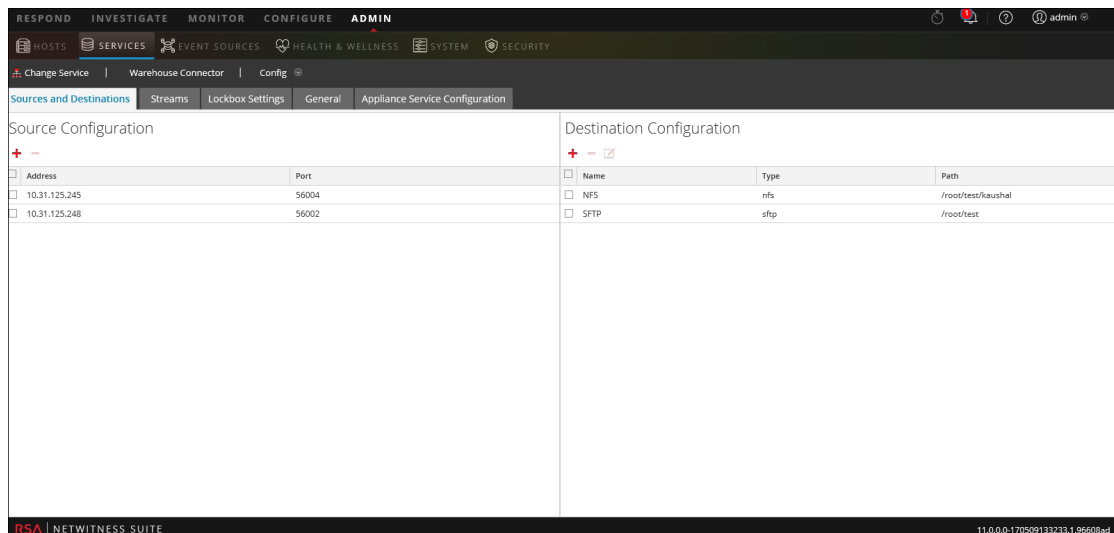 RESPOND INVESTIGATE MONITOR CONFIGURE ADMIN 1 ? admin
HOSTS SERVICES EVENT SOURCES HEALTH & WELLNESS SYSTEM SECURITY
Change Service | Warehouse Connector | Config
Sources and Destinations Streams Lockbox Settings General Appliance Service Configuration
Source Configuration
+ −
Address Port
10.31.125.245 56004
10.31.125.248 56002
Destination Configuration
+ −
Name Type Path
NFS nfs /root/test/kaushal
SFTP sftp /root/test
RSA | NETWITNESS SUITE 11.0.0.0-170509133233.1.96608ad